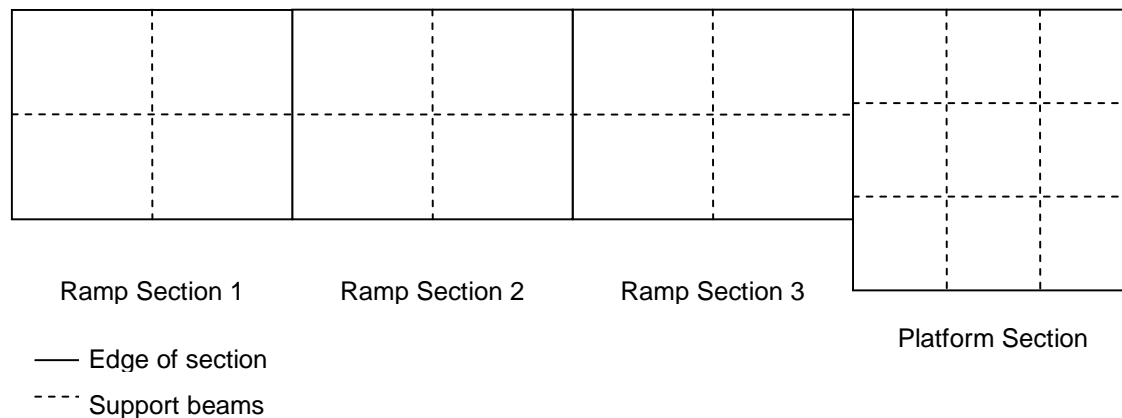 Ramp Section 1
Ramp Section 2
Ramp Section 3
Platform Section
Edge of section
Support beams